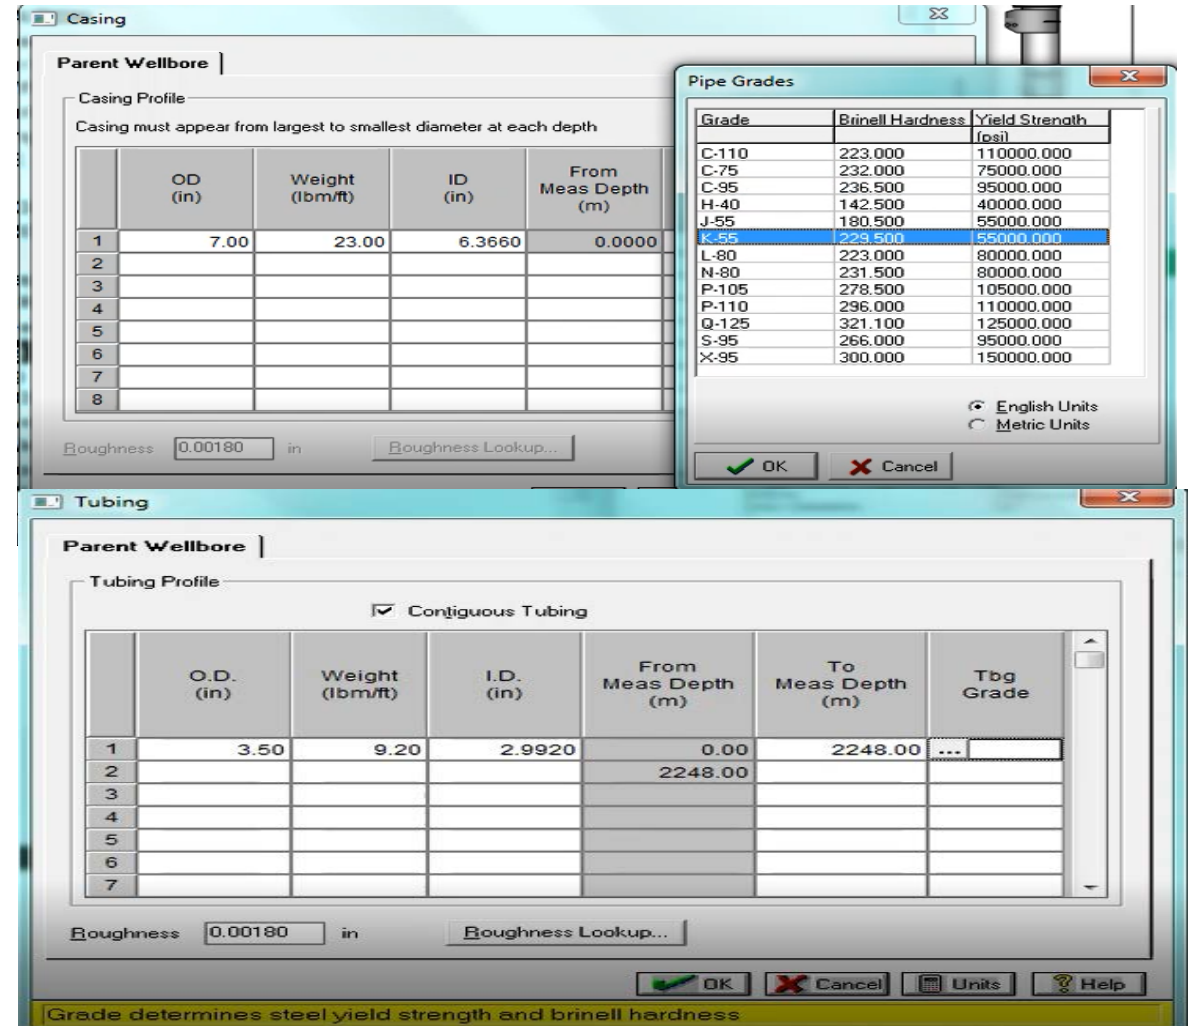 Casing
Parent Wellbore
Casing Profile
Casing must appear from largest to smallest diameter at each depth
OD (in) Weight (lbm/ft) ID (in) From Meas Depth (m)
1 7.00 23.00 6.3660 0.0000
2
3
4
5
6
7
8
Roughness 0.00180 in Roughness Lookup...
Pipe Grades
Grade Brinell Hardness Yield Strength
(psi)
C-110 223.000 110000.000
C-75 232.000 75000.000
C-95 236.500 95000.000
H-40 142.500 40000.000
J-55 180.500 55000.000
K-55 229.500 55000.000
L-80 223.000 80000.000
N-80 231.500 80000.000
P-105 278.500 105000.000
P-110 296.000 110000.000
Q-125 321.100 125000.000
S-95 266.000 95000.000
X-95 300.000 150000.000
English Units
Metric Units
OK Cancel
Tubing
Parent Wellbore
Tubing Profile
Contiguous Tubing
O.D. (in) Weight (lbm/ft) I.D. (in) From Meas Depth (m) To Meas Depth (m) Tbg Grade
1 3.50 9.20 2.9920 0.00 2248.00 ...
2 2248.00
3
4
5
6
7
Roughness 0.00180 in Roughness Lookup...
OK Cancel Units Help
Grade determines steel yield strength and brinell hardness